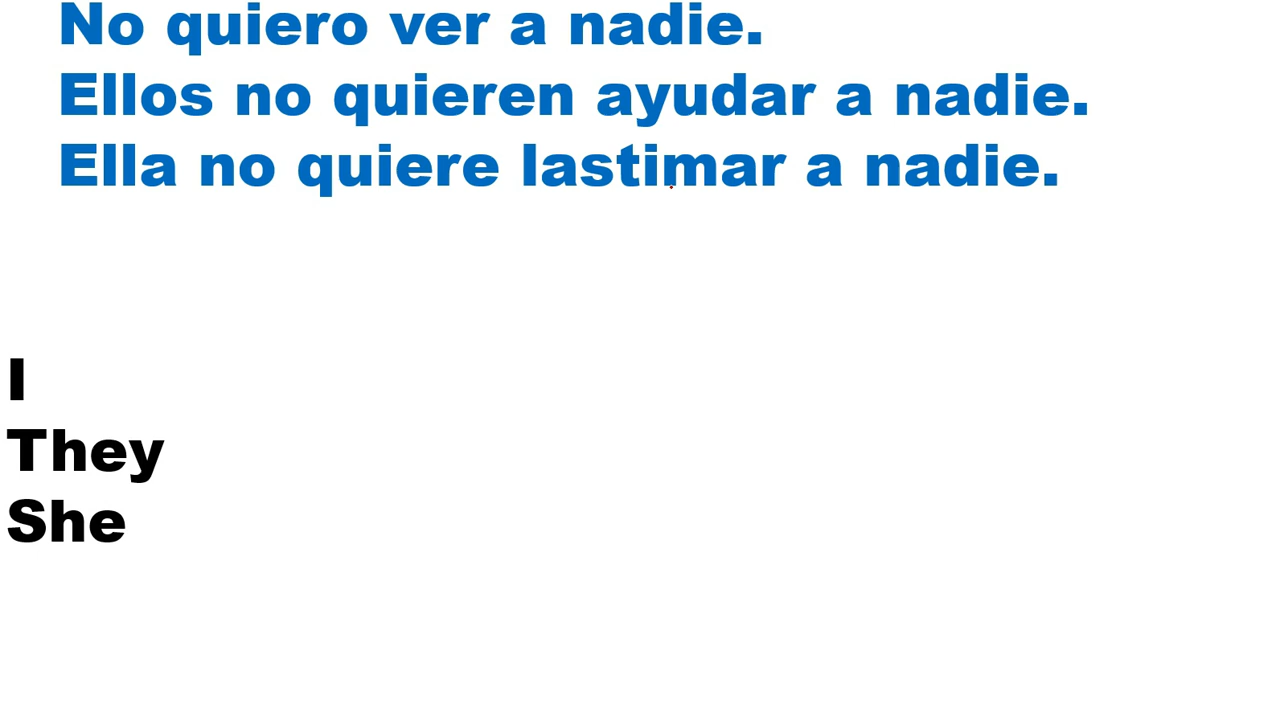 No quiero ver a nadie.
Ellos no quieren ayudar a nadie.
Ella no quiere lastimar a nadie.
I
They
She